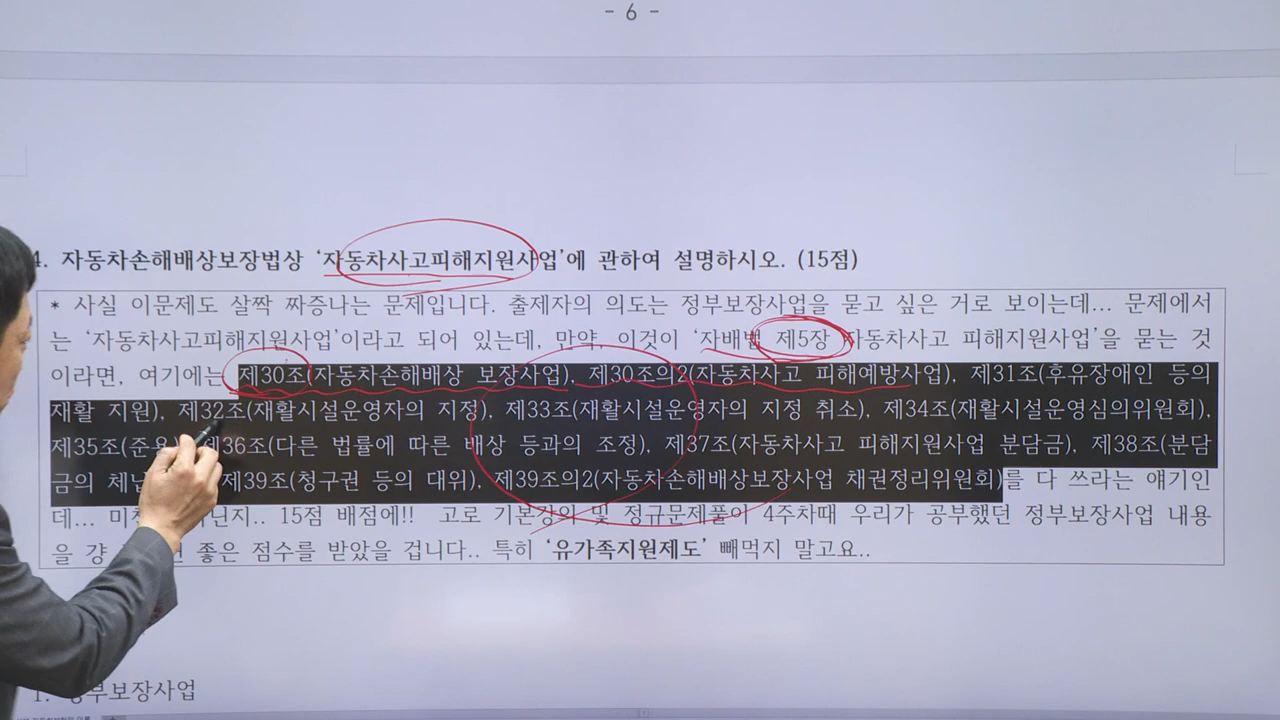 - 6 -
4. 자동차손해배상보장법상 ‘자동차사고피해지원사업’에 관하여 설명하시오. (15점)
* 사실 이문제도 살짝 짜증나는 문제입니다. 출제자의 의도는 정부보장사업을 묻고 싶은 거로 보이는데... 문제에서
는 ‘자동차사고피해지원사업’이라고 되어 있는데, 만약, 이것이 ‘자배법 제5장 자동차사고 피해지원사업’을 묻는 것
이라면, 여기에는 제30조(자동차손해배상 보장사업), 제30조의2(자동차사고 피해예방사업), 제31조(후유장애인 등의
재활 지원), 제32조(재활시설운영자의 지정), 제33조(재활시설운영자의 지정 취소), 제34조(재활시설운영심의위원회),
제35조(준용) 제36조(다른 법률에 따른 배상 등과의 조정), 제37조(자동차사고 피해지원사업 분담금), 제38조(분담
금의 체납 제39조(청구권 등의 대위), 제39조의2(자동차손해배상보장사업 채권정리위원회)를 다 쓰라는 얘기인
데... 미 닌지.. 15점 배점에!! 고로 기본강의 및 정규문제풀이 4주차때 우리가 공부했던 정부보장사업 내용
을 걍 좋은 점수를 받았을 겁니다.. 특히 ‘유가족지원제도’ 빼먹지 말고요..
1. 정부보장사업